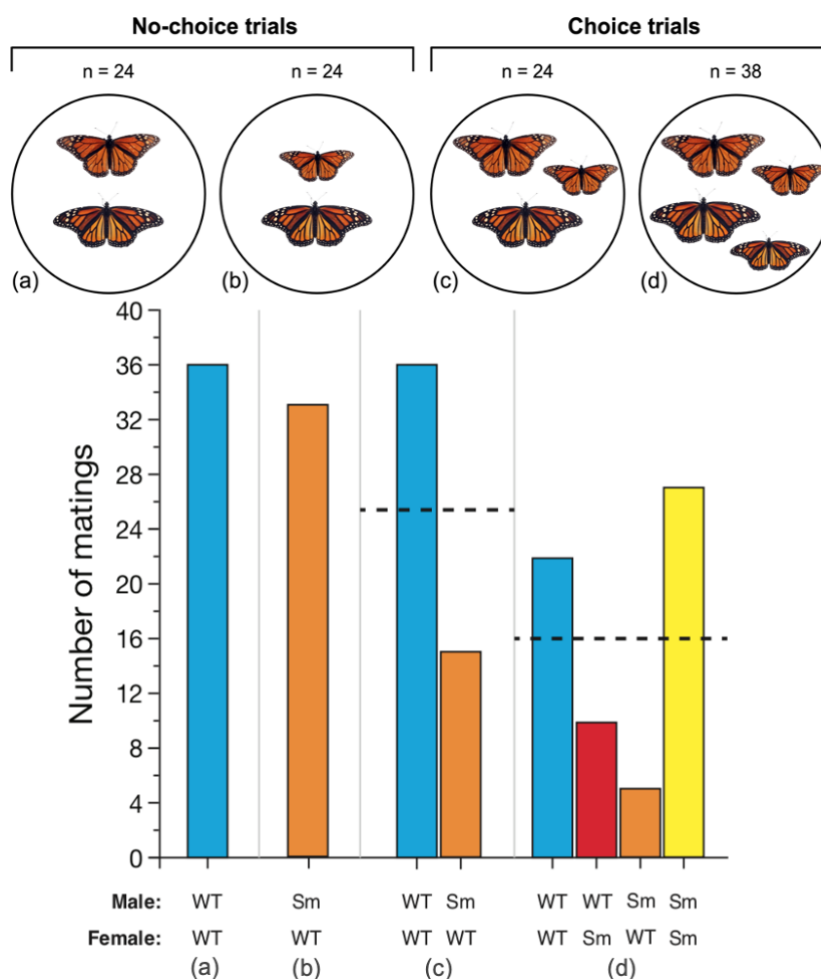 No-choice trials Choice trials
n = 24 n = 24 n = 24 n = 38
(a) (b) (c) (d)
40
36
32
28
24
20
16
12
8
4
0
Number of matings
Male: WT Sm WT Sm WT WT Sm Sm
Female: WT WT WT WT WT Sm WT Sm
(a) (b) (c) (d)